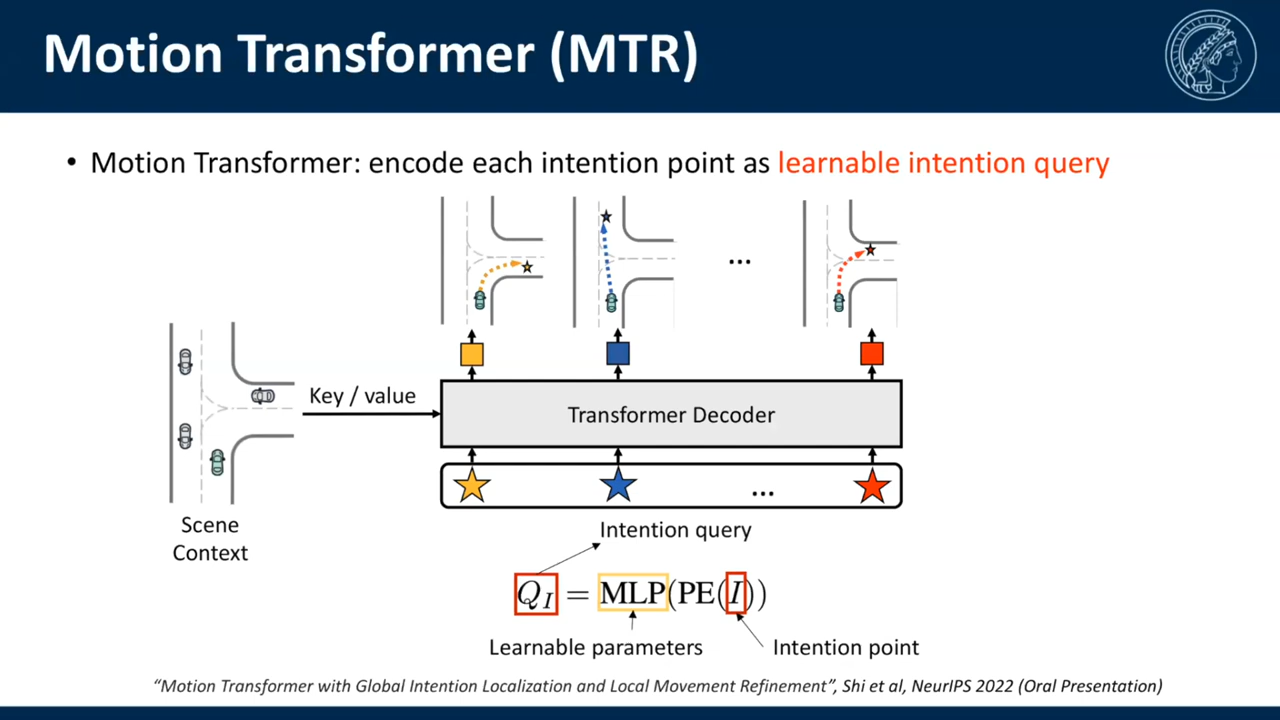 Motion Transformer (MTR)
• Motion Transformer: encode each intention point as learnable intention query
...
Key / value
Transformer Decoder
...
Scene
Context
Intention query
Q_I = MLP(PE(I))
Learnable parameters
Intention point
“Motion Transformer with Global Intention Localization and Local Movement Refinement”, Shi et al, NeurIPS 2022 (Oral Presentation)